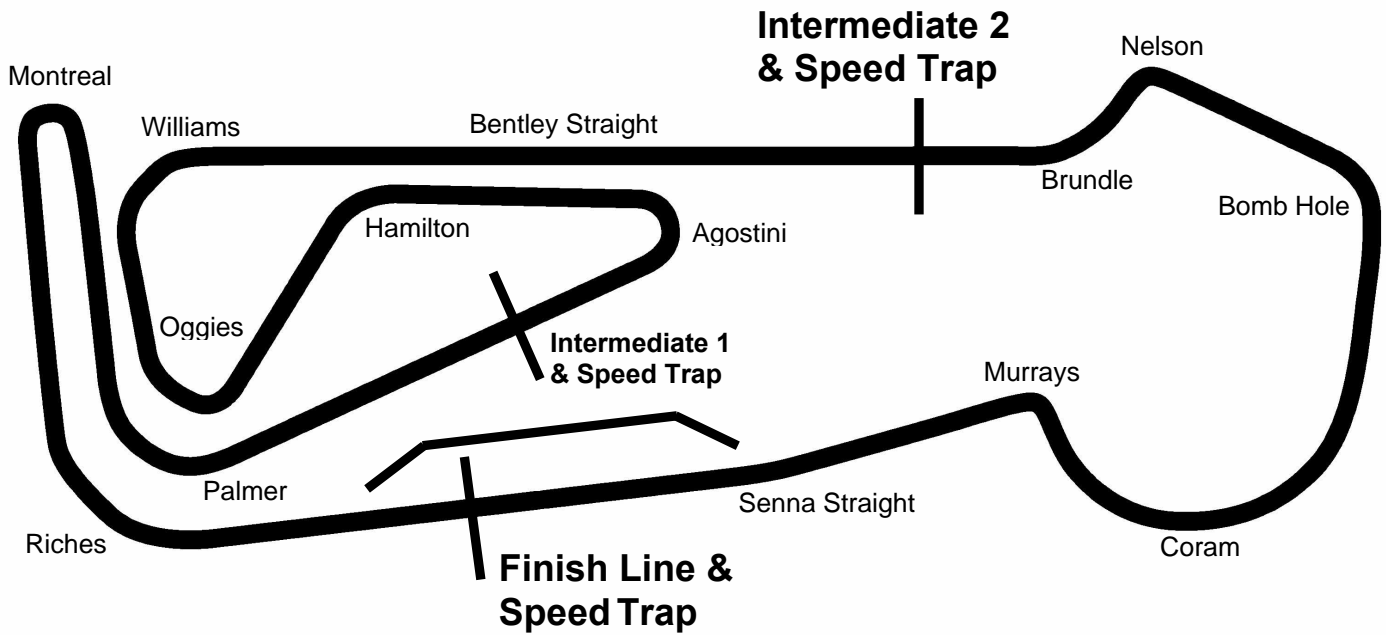 Intermediate 2
& Speed Trap
Nelson
Montreal
Williams
Bentley Straight
Brundle
Bomb Hole
Hamilton
Agostini
Oggies
Intermediate 1
& Speed Trap
Murrays
Palmer
Senna Straight
Riches
Coram
Finish Line &
Speed Trap